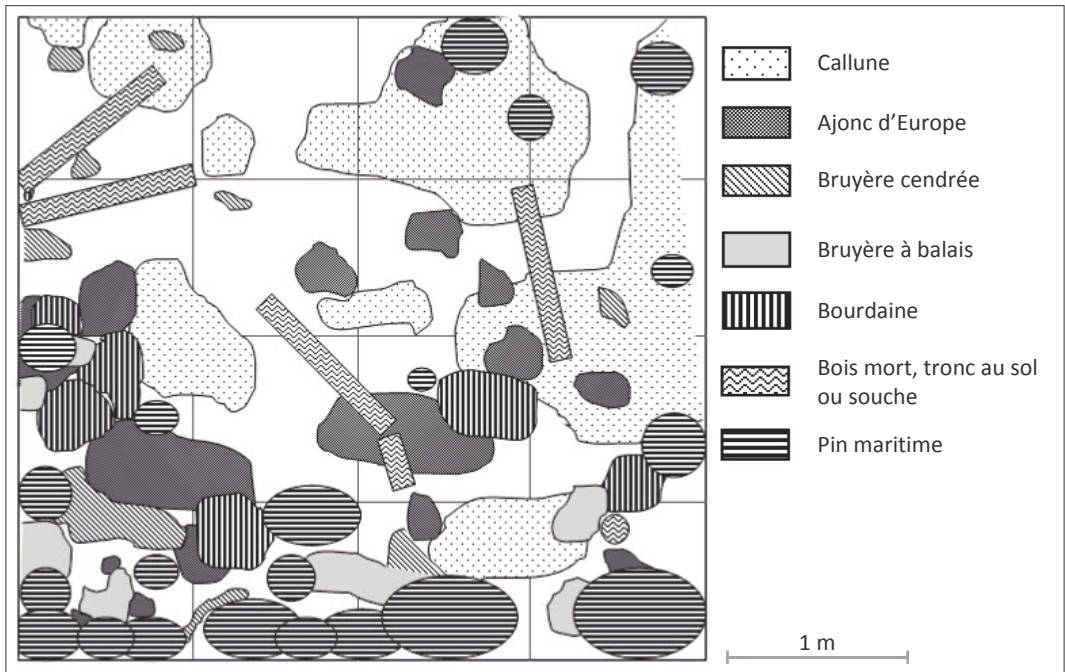 Callune
Ajonc d'Europe
Bruyère cendrée
Bruyère à balais
Bourdaine
Bois mort, tronc au sol
ou souche
Pin maritime
1 m